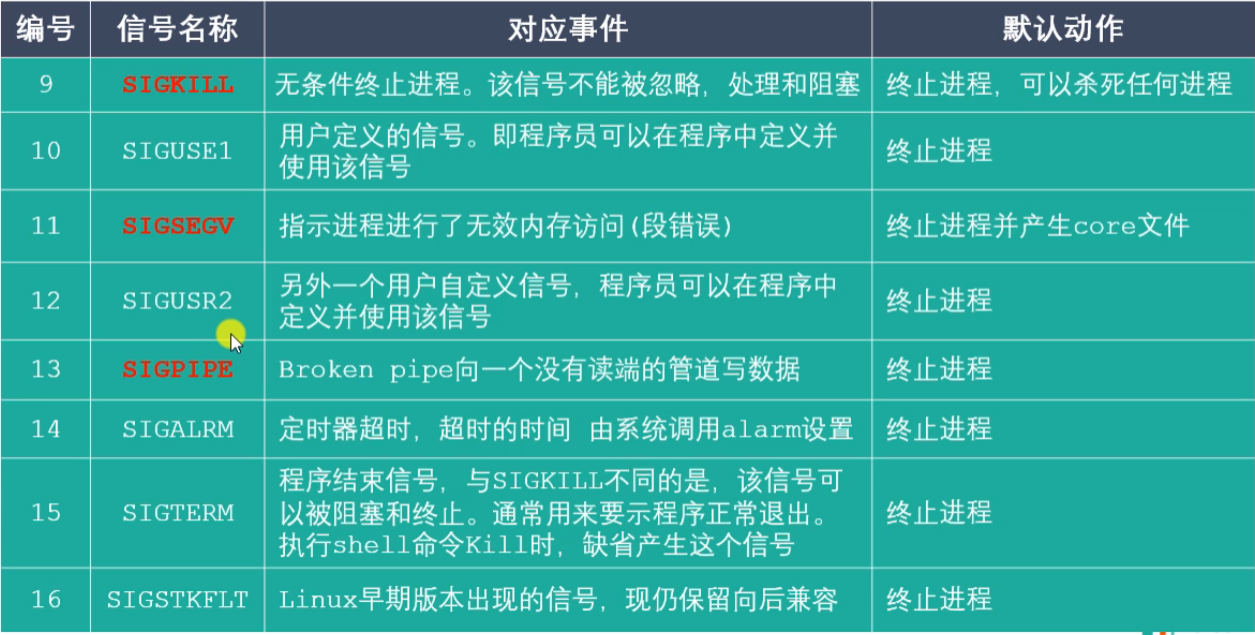 编号 信号名称 对应事件 默认动作
9 SIGKILL 无条件终止进程。该信号不能被忽略，处理和阻塞 终止进程，可以杀死任何进程
10 SIGUSE1 用户定义的信号。即程序员可以在程序中定义并
使用该信号 终止进程
11 SIGSEGV 指示进程进行了无效内存访问(段错误) 终止进程并产生core文件
12 SIGUSR2 另外一个用户自定义信号，程序员可以在程序中
定义并使用该信号 终止进程
13 SIGPIPE Broken pipe向一个没有读端的管道写数据 终止进程
14 SIGALRM 定时器超时，超时的时间 由系统调用alarm设置 终止进程
15 SIGTERM 程序结束信号，与SIGKILL不同的是，该信号可
以被阻塞和终止。通常用来要示程序正常退出。
执行shell命令Kill时，缺省产生这个信号 终止进程
16 SIGSTKFLT Linux早期版本出现的信号，现仍保留向后兼容 终止进程